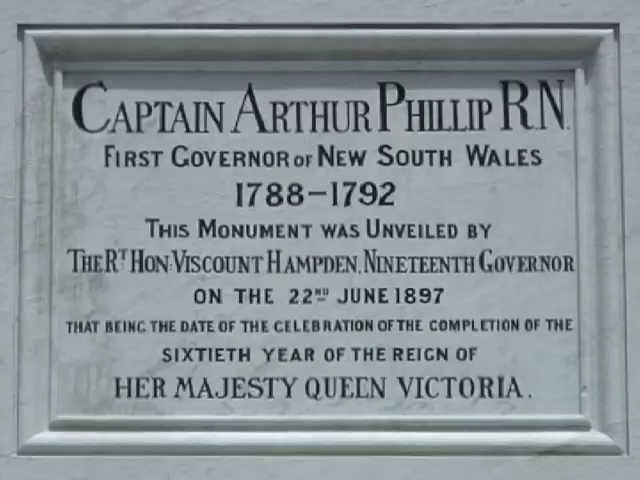 CAPTAIN ARTHUR PHILLIP R.N.
FIRST GOVERNOR OF NEW SOUTH WALES
1788–1792
THIS MONUMENT WAS UNVEILED BY
THE RT HON: VISCOUNT HAMPDEN, NINETEENTH GOVERNOR
ON THE 22ND JUNE 1897
THAT BEING THE DATE OF THE CELEBRATION OF THE COMPLETION OF THE
SIXTIETH YEAR OF THE REIGN OF
HER MAJESTY QUEEN VICTORIA.